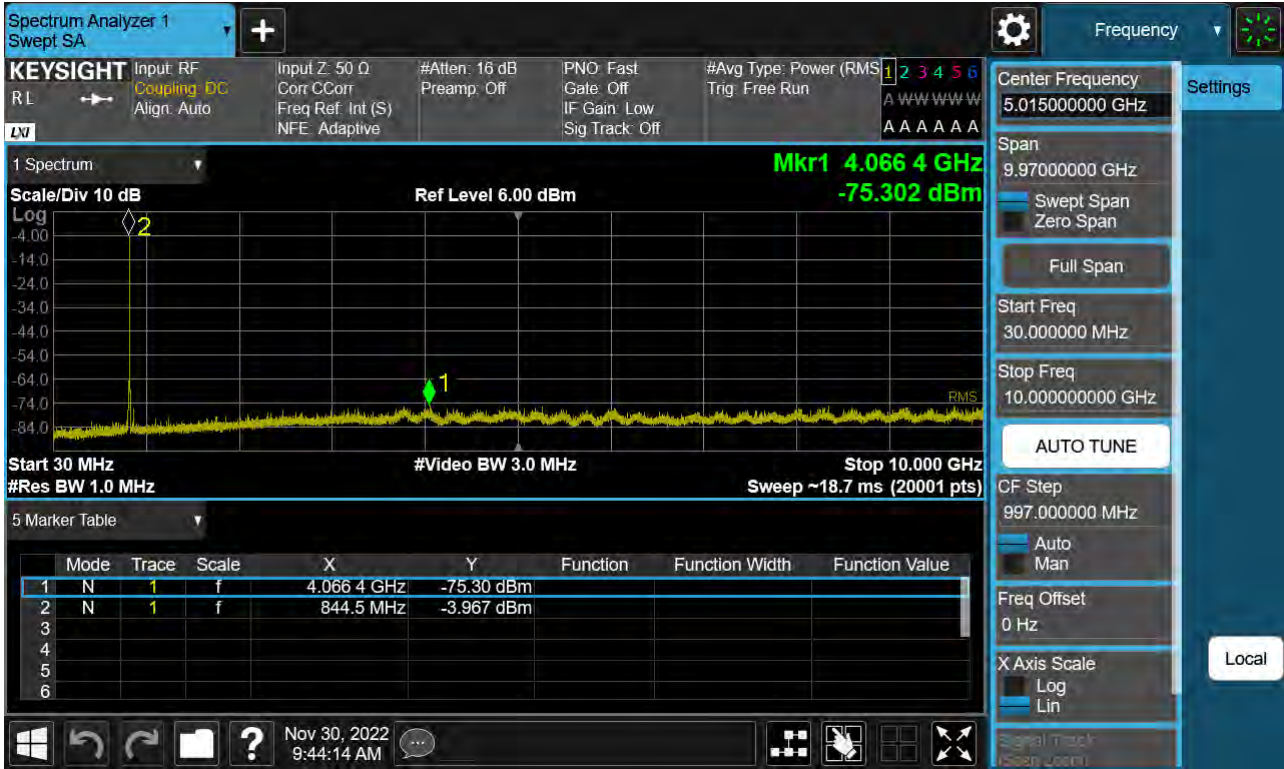 Spectrum Analyzer 1
Swept SA
+
Frequency
KEYSIGHT
RL
LXI
Input: RF
Coupling: DC
Align: Auto
Input Z: 50 Ω
Corr CCorr
Freq Ref: Int (S)
NFE: Adaptive
#Atten: 16 dB
Preamp: Off
PNO: Fast
Gate: Off
IF Gain: Low
Sig Track: Off
#Avg Type: Power (RMS
Trig: Free Run
1 2 3 4 5 6
A W W W W W
A A A A A A
1 Spectrum
Mkr1 4.066 4 GHz
Scale/Div 10 dB
Ref Level 6.00 dBm
-75.302 dBm
Log
2
-4.00
-14.0
-24.0
-34.0
-44.0
-54.0
-64.0
1
-74.0
RMS
-84.0
Start 30 MHz
#Video BW 3.0 MHz
Stop 10.000 GHz
#Res BW 1.0 MHz
Sweep ~18.7 ms (20001 pts)
5 Marker Table
Mode Trace Scale X Y Function Function Width Function Value
1 N 1 f 4.066 4 GHz -75.30 dBm
2 N 1 f 844.5 MHz -3.967 dBm
3
4
5
6
?
Nov 30, 2022
9:44:14 AM
Center Frequency
5.015000000 GHz
Settings
Span
9.97000000 GHz
Swept Span
Zero Span
Full Span
Start Freq
30.000000 MHz
Stop Freq
10.000000000 GHz
AUTO TUNE
CF Step
997.000000 MHz
Auto
Man
Freq Offset
0 Hz
X Axis Scale
Log
Lin
Local
Signal Track
(Span Zoom)